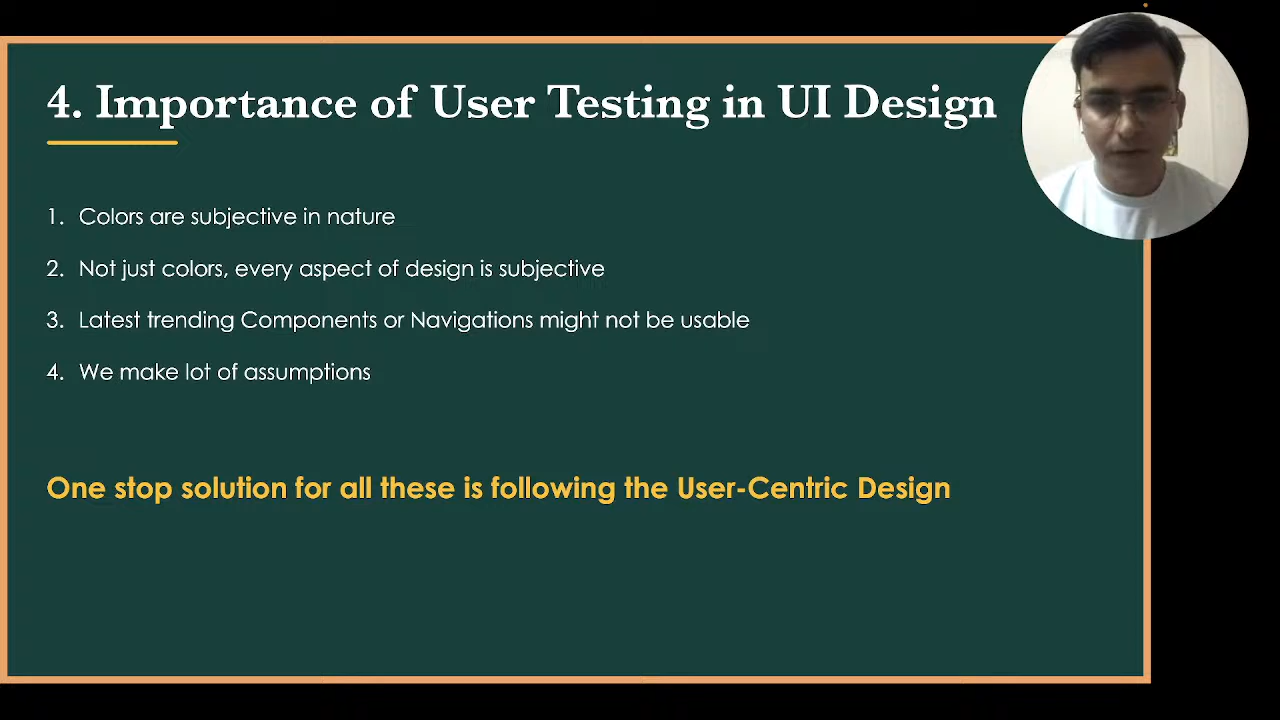 4. Importance of User Testing in UI Design
1. Colors are subjective in nature
2. Not just colors, every aspect of design is subjective
3. Latest trending Components or Navigations might not be usable
4. We make lot of assumptions
One stop solution for all these is following the User-Centric Design